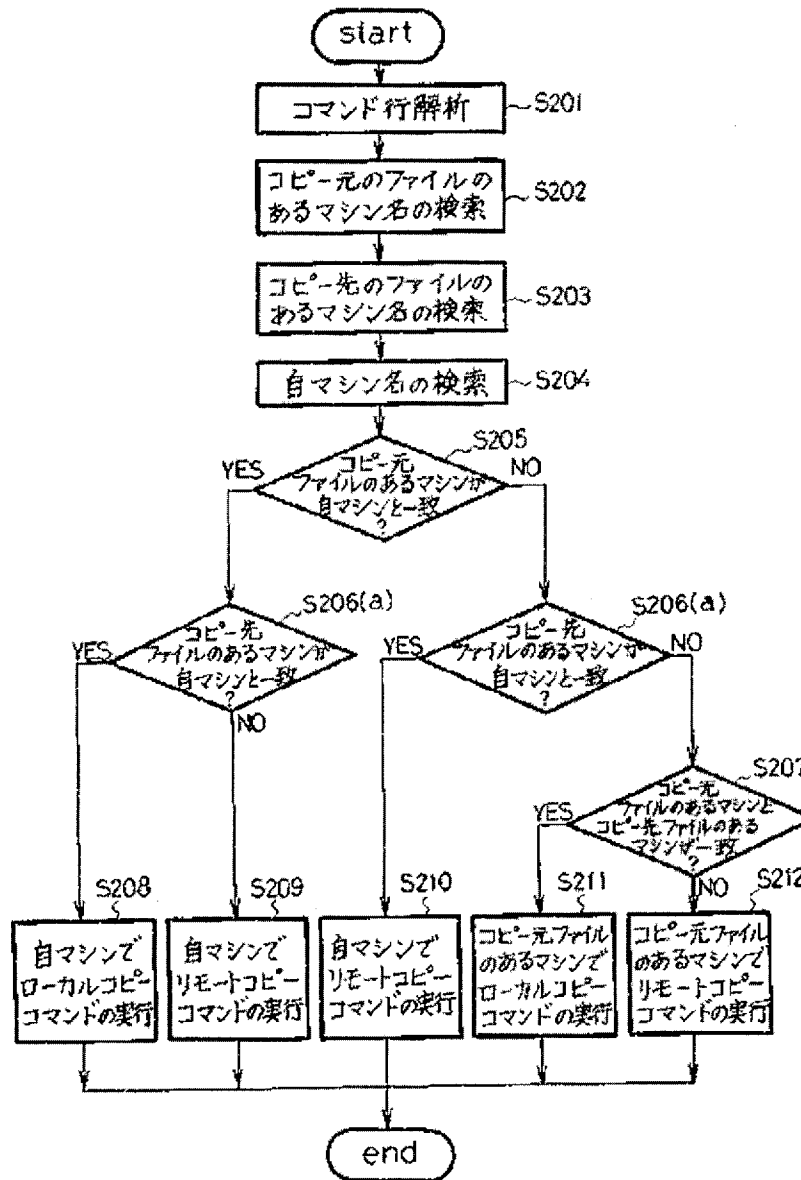 start
コマンド行解析
S201
コピー元のファイルの
あるマシン名の検索
S202
コピー先のファイルの
あるマシン名の検索
S203
自マシン名の検索
S204
S205
YES
コピー元
ファイルのあるマシンが
自マシンと一致
?
NO
S206(a)
YES
コピー先
ファイルのあるマシンが
自マシンと一致
?
NO
S206(a)
YES
コピー先
ファイルのあるマシンが
自マシンと一致
?
NO
S207
YES
コピー元
ファイルのあるマシンと
コピー先ファイルのある
マシンが一致
?
NO
S208
自マシンで
ローカルコピー
コマンドの実行
S209
自マシンで
リモートコピー
コマンドの実行
S210
自マシンで
リモートコピー
コマンドの実行
S211
コピー元ファイル
のあるマシンで
ローカルコピー
コマンドの実行
S212
コピー元ファイル
のあるマシンで
リモートコピー
コマンドの実行
end